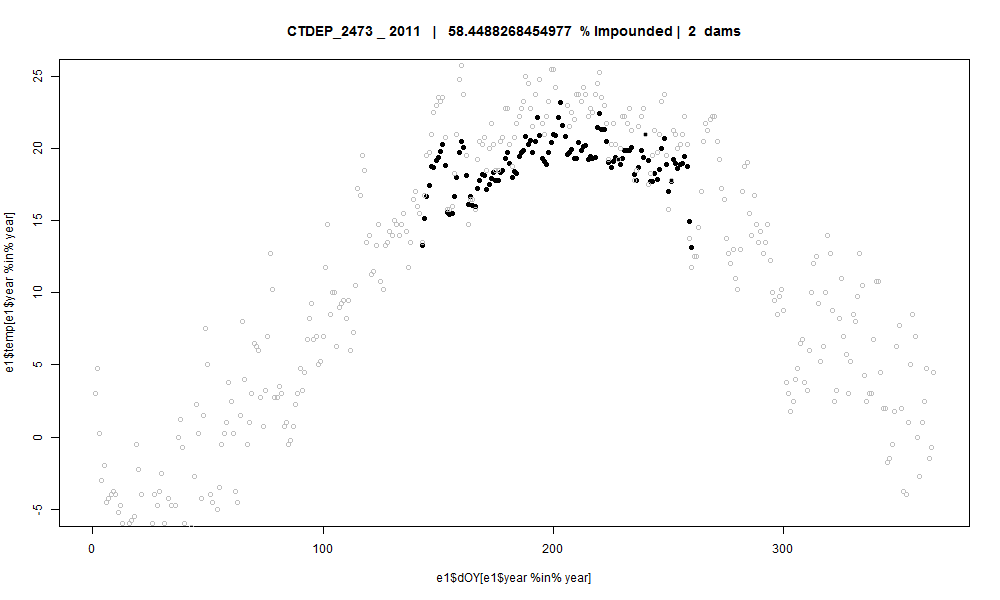 CTDEP_2473 _ 2011 | 58.4488268454977 % Impounded | 2 dams
25
20
15
10
5
0
-5
e1$temp[e1$year %in% year]
0 100 200 300
e1$dOY[e1$year %in% year]